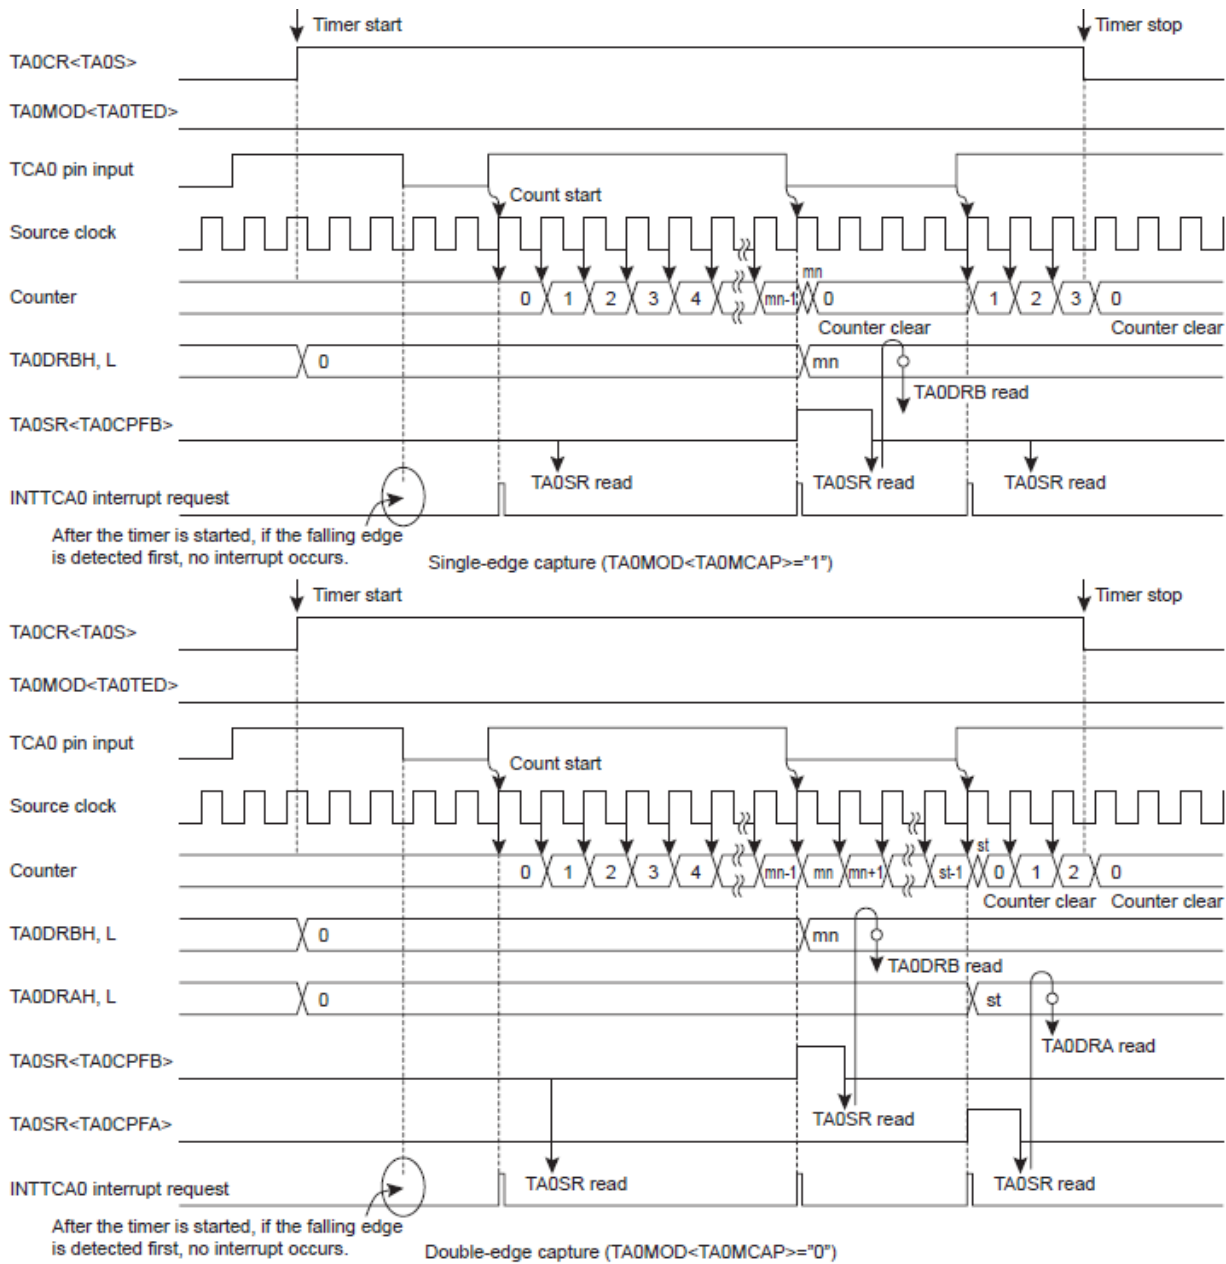 Timer start
Timer stop
TA0CR<TA0S>
TA0MOD<TA0TED>
TCA0 pin input
Count start
Source clock
mn
Counter
0 1 2 3 4 mn-1 0 1 2 3 0
Counter clear
Counter clear
TA0DRBH, L
0
mn
TA0DRB read
TA0SR<TA0CPFB>
TA0SR read
TA0SR read
TA0SR read
INTTCA0 interrupt request
After the timer is started, if the falling edge
is detected first, no interrupt occurs.
Single-edge capture (TA0MOD<TA0MCAP>="1")
Timer start
Timer stop
TA0CR<TA0S>
TA0MOD<TA0TED>
TCA0 pin input
Count start
Source clock
st
Counter
0 1 2 3 4 mn-1 mn mn+1 st-1 0 1 2 0
Counter clear
Counter clear
TA0DRBH, L
0
mn
TA0DRB read
TA0DRAH, L
0
st
TA0DRA read
TA0SR<TA0CPFB>
TA0SR read
TA0SR<TA0CPFA>
TA0SR read
TA0SR read
INTTCA0 interrupt request
After the timer is started, if the falling edge
is detected first, no interrupt occurs.
Double-edge capture (TA0MOD<TA0MCAP>="0")